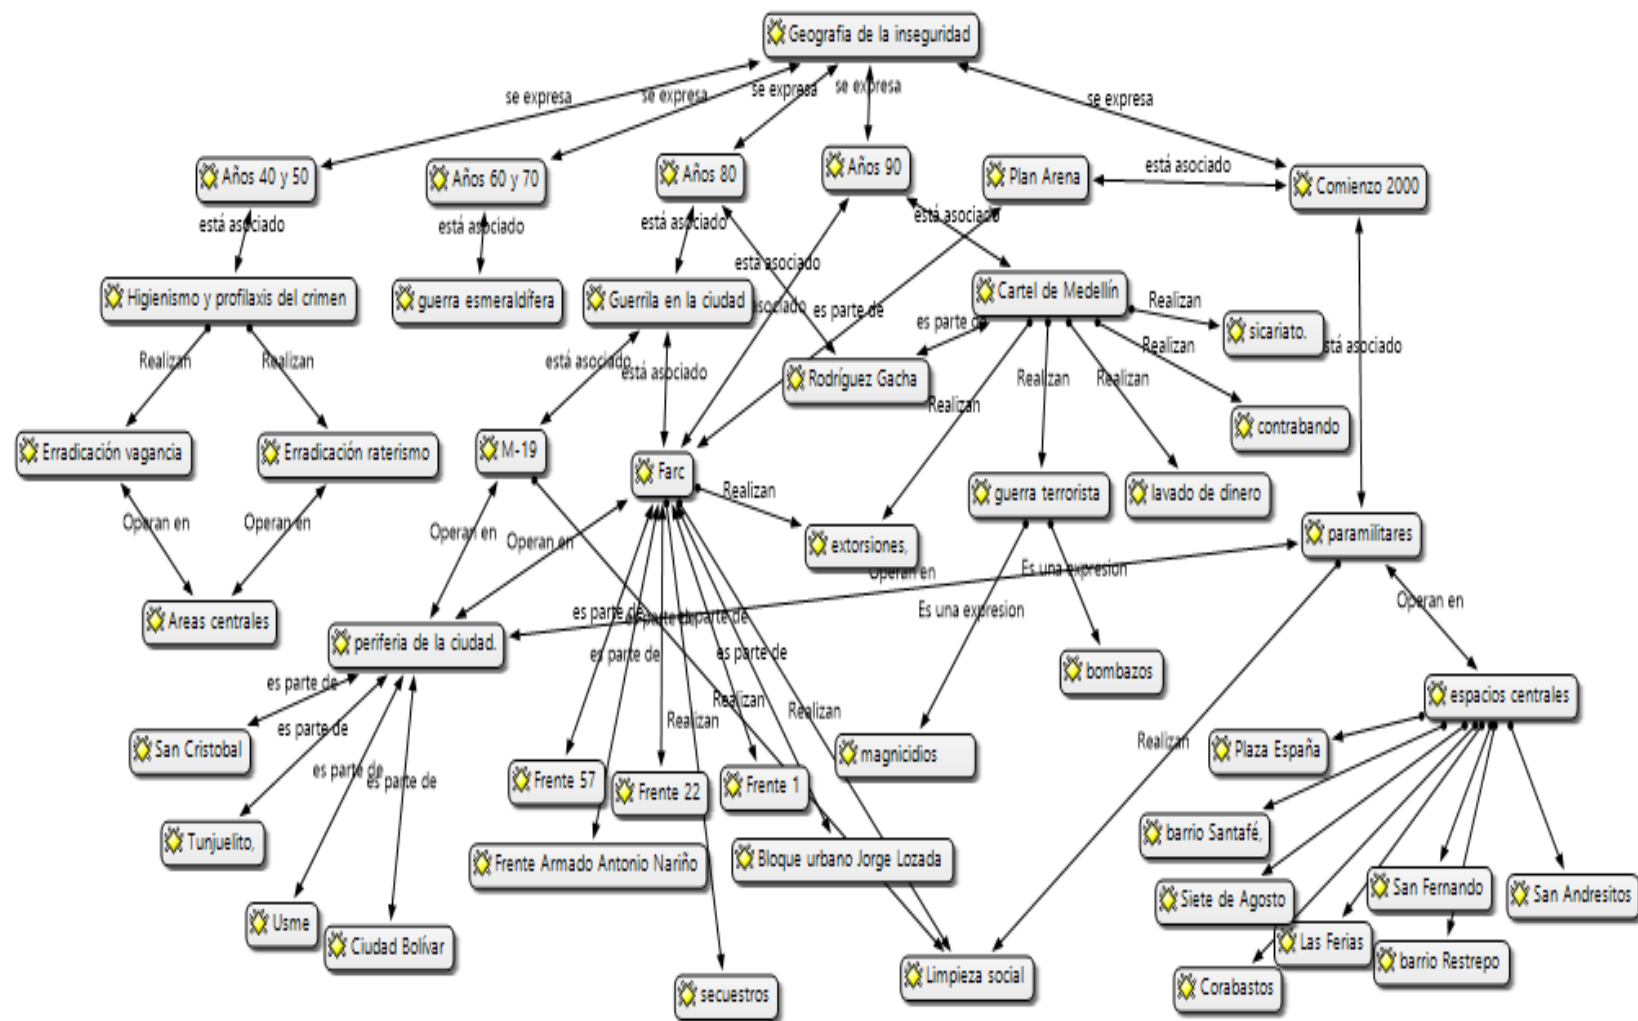 Geografia de la inseguridad
se expresa
se expresa
se expresa
se expresa
se expresa
Años 40 y 50
Años 60 y 70
Años 80
Años 90
Plan Arena
está asociado
Comienzo 2000
está asociado
está asociado
está asociado
está asociado
está asociado
Higienismo y profilaxis del crimen
guerra esmeraldífera
Guerrila en la ciudad
asociado
es parte de
Cartel de Medellín
Realizan
sicariato.
Realizan
Realizan
está asociado
está asociado
es parte de
Realizan
está asociado
Rodríguez Gacha
Realizan
Realizan
Realizan
contrabando
Erradicación vagancia
Erradicación raterismo
M-19
Farc
Realizan
guerra terrorista
lavado de dinero
Operan en
Operan en
Operan en
Operan en
extorsiones,
Operan en
Es una expresion
paramilitares
Areas centrales
periferia de la ciudad.
es parte de
es parte de
es parte de
Es una expresion
Operan en
es parte de
es parte de
es parte de
es parte de
bombazos
espacios centrales
San Cristobal
es parte de
es parte de
Realizan
Realizan
Realizan
Realizan
magnicidios
Plaza España
Frente 57
Frente 22
Frente 1
Tunjuelito,
Frente Armado Antonio Nariño
Bloque urbano Jorge Lozada
barrio Santafé,
Siete de Agosto
San Fernando
San Andresitos
Usme
Ciudad Bolívar
Las Ferias
barrio Restrepo
secuestros
Limpieza social
Corabastos